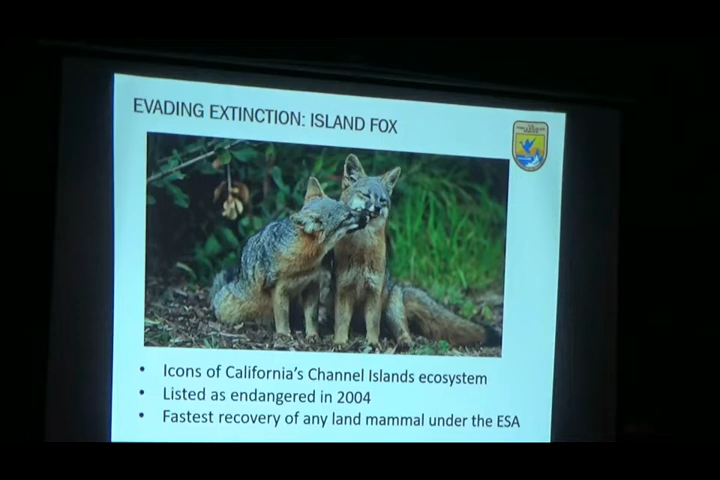 EVADING EXTINCTION: ISLAND FOX
• Icons of California's Channel Islands ecosystem
• Listed as endangered in 2004
• Fastest recovery of any land mammal under the ESA